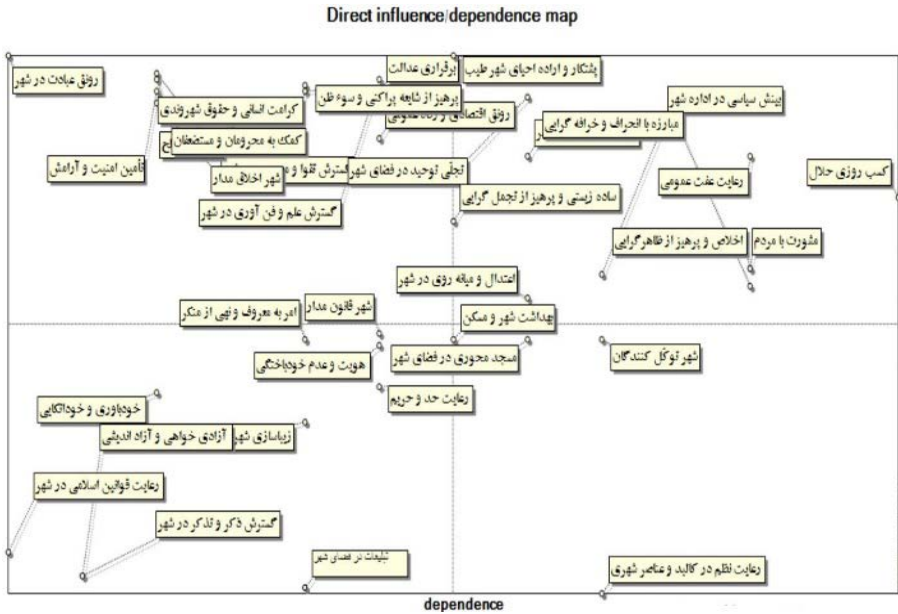 Direct influence/dependence map
رونق عبادت در شهر
برقراری عدالت
پشتکار و اراده احیای شهر طیب
بینش سیاسی در اداره شهر
کرامت انسانی و حقوق شهروندی
پرهیز از شایعه پراکنی و سوء ظن
رونق اقتصادی و
مبارزه با انحراف و خرافه گرایی
کمک به محرومان و مستضعفان
تأمین امنیت و آرامش
شهر اخلاق مدار
گسترش تقوا و
تجلّی توحید در فضای شهر
رعایت عفت عمومی
کسب روزی حلال
ساده زیستی و پرهیز از تجمل گرایی
گسترش علم و فن آوری در شهر
اخلاص و پرهیز از ظاهرگرایی
مشورت با مردم
اعتدال و میانه روی در شهر
امر به معروف و نهی از منکر
شهر قانون مدار
بهداشت شهر و مسکن
هویت و عدم خودباختگی
مسجد محوری در فضای شهر
شهر توکّل کنندگان
رعایت حد و حریم
خودباوری و خوداتکایی
زیباسازی شهر
آزادی خواهی و آزاد اندیشی
رعایت قوانین اسلامی در شهر
گسترش ذکر و تذکر در شهر
تبلیغات در فضای شهر
رعایت نظم در کالبد و عناصر شهری
dependence